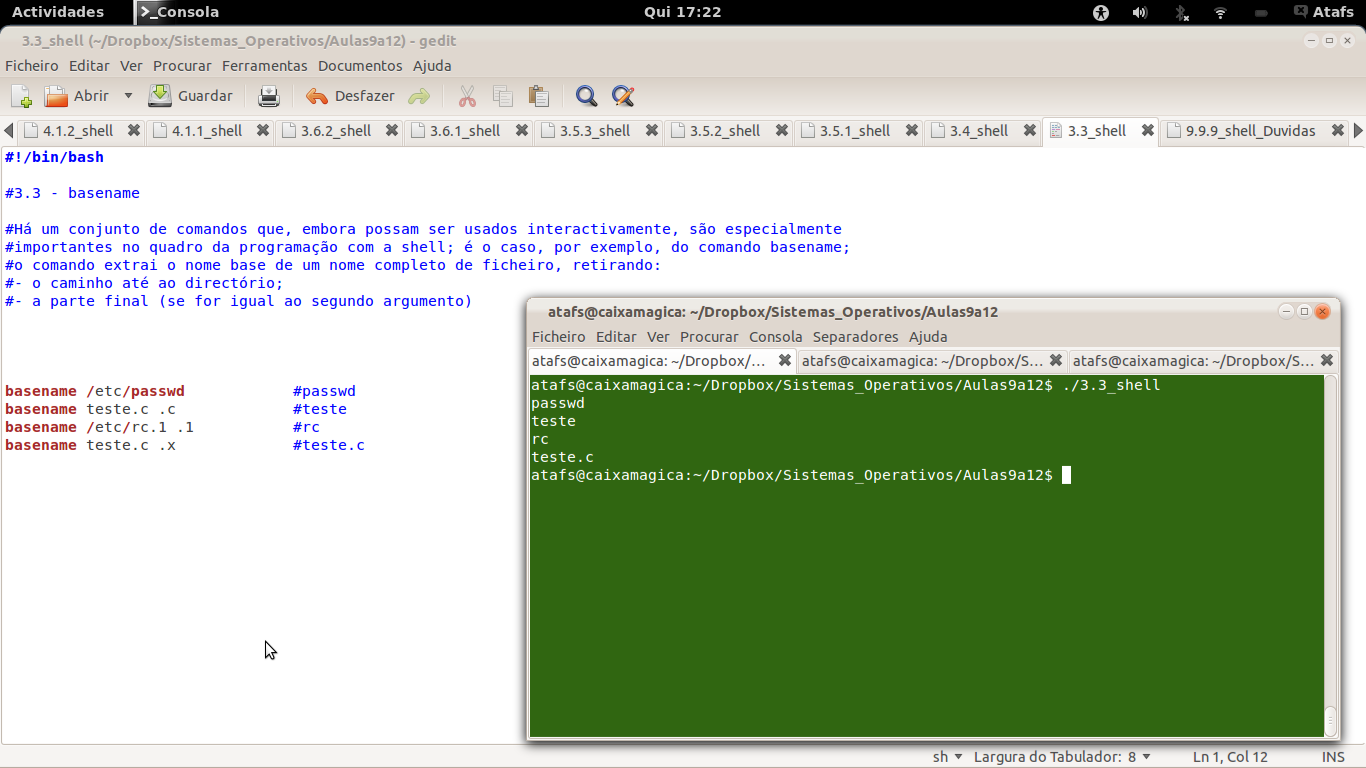 Actividades
Consola
Qui 17:22
Atafs
3.3_shell (~/Dropbox/Sistemas_Operativos/Aulas9a12) - gedit
Ficheiro Editar Ver Procurar Ferramentas Documentos Ajuda
Abrir Guardar Desfazer
4.1.2_shell 4.1.1_shell 3.6.2_shell 3.6.1_shell 3.5.3_shell 3.5.2_shell 3.5.1_shell 3.4_shell 3.3_shell 9.9.9_shell_Duvidas
#!/bin/bash
#3.3 - basename
#Há um conjunto de comandos que, embora possam ser usados interactivamente, são especialmente
#importantes no quadro da programação com a shell; é o caso, por exemplo, do comando basename;
#o comando extrai o nome base de um nome completo de ficheiro, retirando:
#- o caminho até ao directório;
#- a parte final (se for igual ao segundo argumento)
basename /etc/passwd #passwd
basename teste.c .c #teste
basename /etc/rc.1 .1 #rc
basename teste.c .x #teste.c
atafs@caixamagica: ~/Dropbox/Sistemas_Operativos/Aulas9a12
Ficheiro Editar Ver Procurar Consola Separadores Ajuda
atafs@caixamagica: ~/Dropbox/... atafs@caixamagica: ~/Dropbox/S... atafs@caixamagica: ~/Dropbox/S...
atafs@caixamagica:~/Dropbox/Sistemas_Operativos/Aulas9a12$ ./3.3_shell
passwd
teste
rc
teste.c
atafs@caixamagica:~/Dropbox/Sistemas_Operativos/Aulas9a12$
sh Largura do Tabulador: 8 Ln 1, Col 12 INS